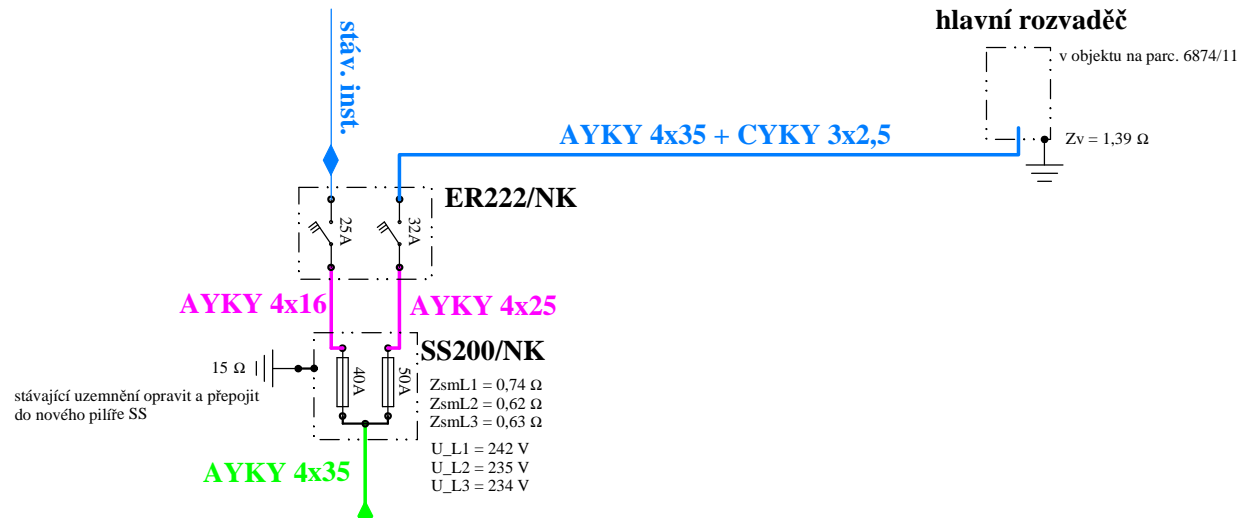 hlavní rozvaděč
v objektu na parc. 6874/11
stáv. inst.
AYKY 4x35 + CYKY 3x2,5
Zv = 1,39 Ω
ER222/NK
25A
32A
AYKY 4x16
AYKY 4x25
SS200/NK
15 Ω
40A
50A
ZsmL1 = 0,74 Ω
ZsmL2 = 0,62 Ω
ZsmL3 = 0,63 Ω
stávající uzemnění opravit a přepojit
do nového pilíře SS
U_L1 = 242 V
U_L2 = 235 V
U_L3 = 234 V
AYKY 4x35